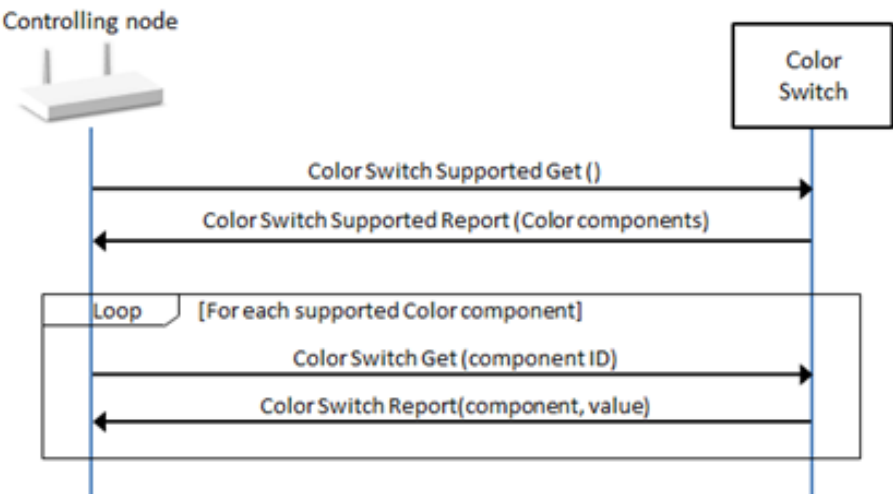 Controlling node
Color
Switch
Color Switch Supported Get ()
Color Switch Supported Report (Color components)
Loop [For each supported Color component]
Color Switch Get (component ID)
Color Switch Report(component, value)